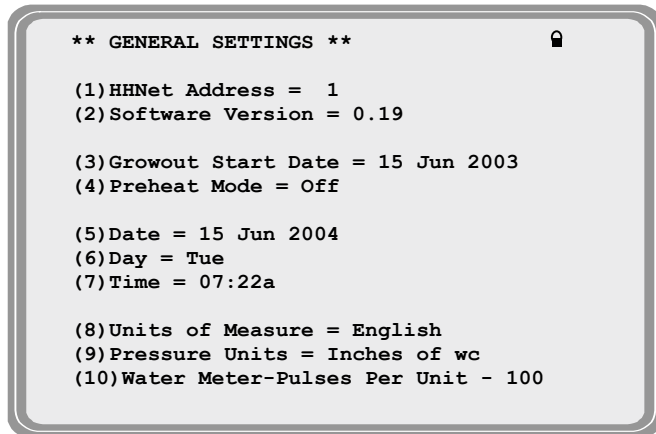 ** GENERAL SETTINGS **
(1)HHNet Address =  1
(2)Software Version = 0.19
(3)Growout Start Date = 15 Jun 2003
(4)Preheat Mode = Off
(5)Date = 15 Jun 2004
(6)Day = Tue
(7)Time = 07:22a
(8)Units of Measure = English
(9)Pressure Units = Inches of wc
(10)Water Meter-Pulses Per Unit - 100